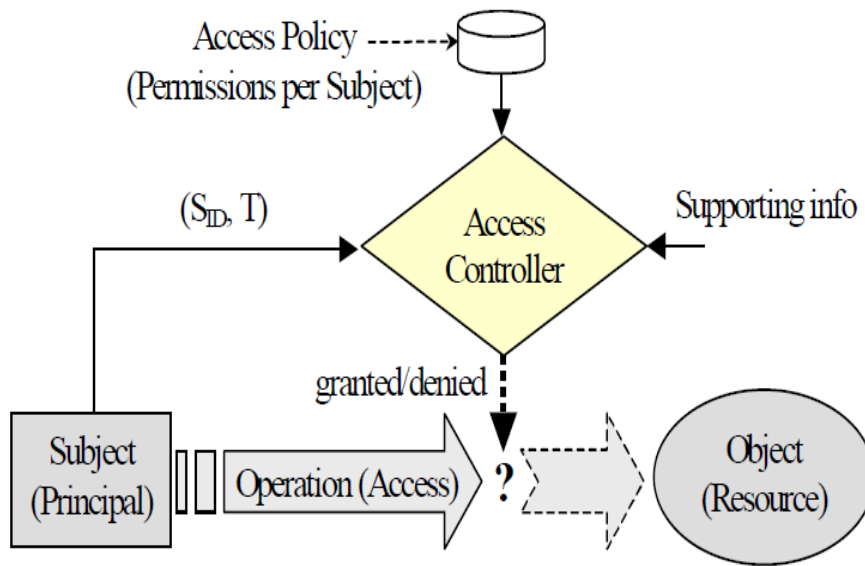 Access Policy
(Permissions per Subject)
(S_ID, T)
Supporting info
Access
Controller
granted/denied
Subject
(Principal)
Operation (Access)
?
Object
(Resource)